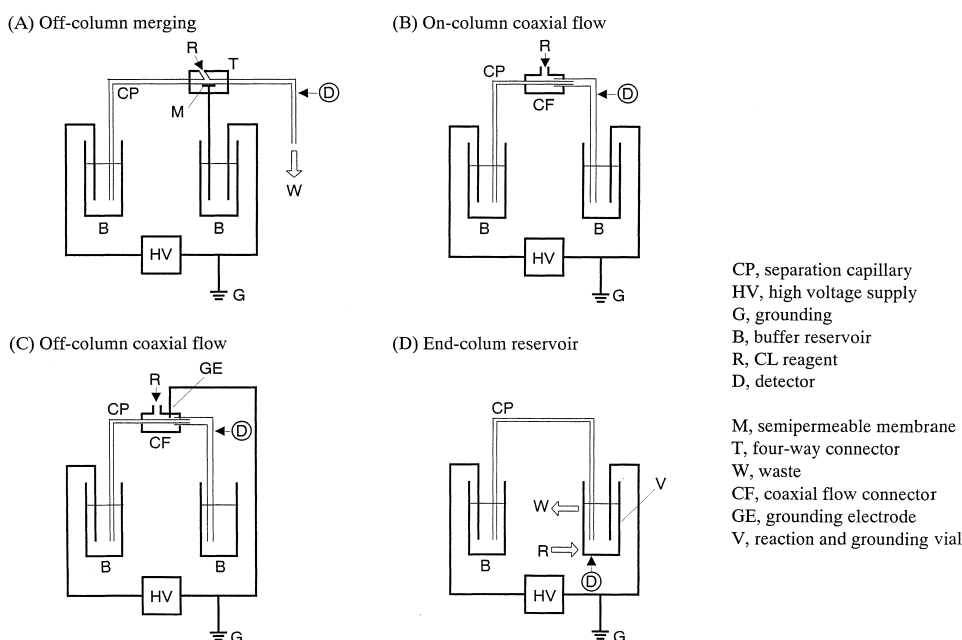 (A) Off-column merging
R
T
CP
M
D
W
B
B
HV
G
(B) On-column coaxial flow
R
CP
CF
D
B
B
HV
G
(C) Off-column coaxial flow
GE
R
CP
CF
D
B
B
HV
G
(D) End-colum reservoir
CP
V
W
R
B
D
HV
G
CP, separation capillary
HV, high voltage supply
G, grounding
B, buffer reservoir
R, CL reagent
D, detector
M, semipermeable membrane
T, four-way connector
W, waste
CF, coaxial flow connector
GE, grounding electrode
V, reaction and grounding vial